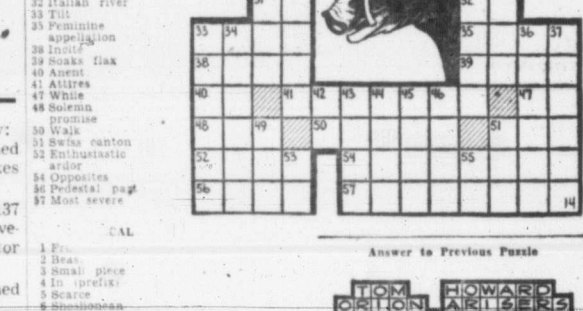 32 Italian river
33 Tilt
35 Feminine
appellation
38 Incite
39 Soaks flax
40 Anent
41 Attires
47 While
48 Solemn
promise
50 Walk
51 Swiss canton
52 Enthusiastic
ardor
54 Opposites
56 Pedestal part
57 Most severe
CAL
1
2
3 Small piece
4 In (prefix)
5 Scarce
6 Shoshonean
33 34 35 36 37
38 39
40 41 42 43 44 45 46 47
48 49 50 51
52 53 54 55
56 57
14
Answer to Previous Puzzle
TOM HOWARD
ORION ARISERS